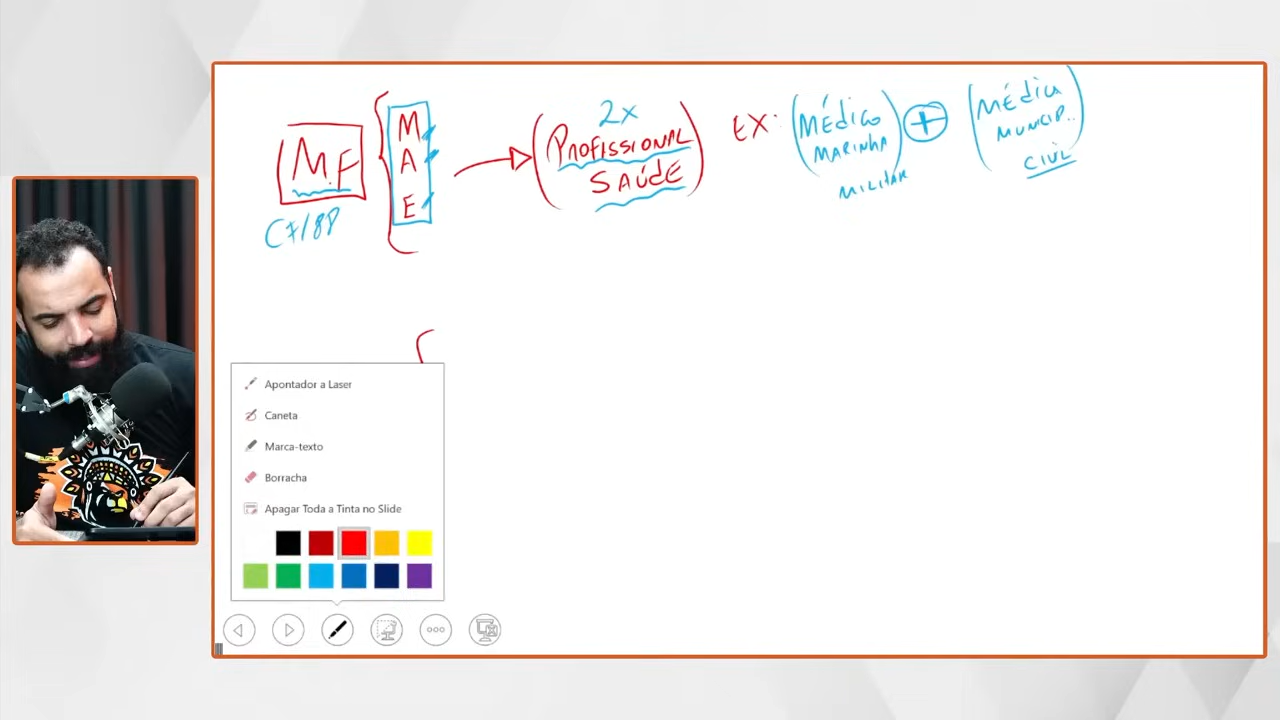 M.F
CF/88
M
A
E
2x
PROFISSIONAL
SAÚDE
EX:
MÉDICO
MARINHA
MILITAR
+
MÉDICO
MUNICIP..
CIVIL
Apontador a Laser
Caneta
Marca-texto
Borracha
Apagar Toda a Tinta no Slide